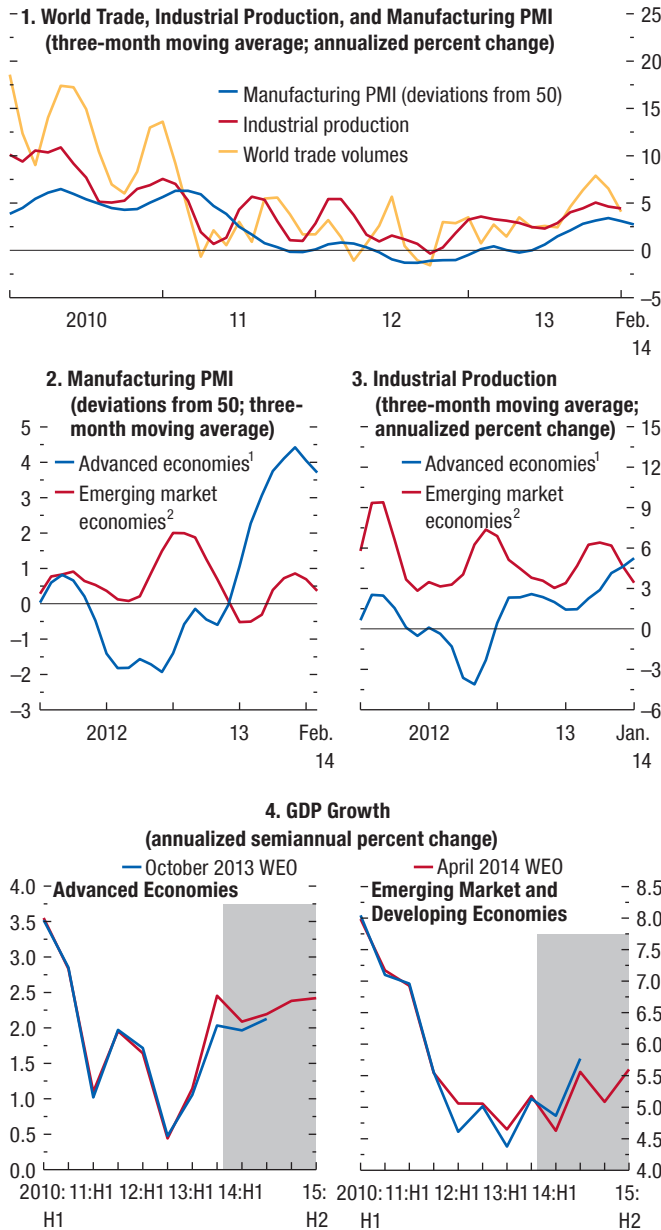 1. World Trade, Industrial Production, and Manufacturing PMI
(three-month moving average; annualized percent change)
Manufacturing PMI (deviations from 50)
Industrial production
World trade volumes
25
20
15
10
5
0
–5
2010
11
12
13
Feb.
14
2. Manufacturing PMI
(deviations from 50; three-
month moving average)
Advanced economies1
Emerging market
economies2
5
4
3
2
1
0
–1
–2
–3
2012
13
Feb.
14
3. Industrial Production
(three-month moving average;
annualized percent change)
Advanced economies1
Emerging market
economies2
15
12
9
6
3
0
–3
–6
2012
13
Jan.
14
4. GDP Growth
(annualized semiannual percent change)
October 2013 WEO
April 2014 WEO
Advanced Economies
4.0
3.5
3.0
2.5
2.0
1.5
1.0
0.5
0.0
2010: 11:H1 12:H1 13:H1 14:H1 15:
H1 H2
Emerging Market and
Developing Economies
8.5
8.0
7.5
7.0
6.5
6.0
5.5
5.0
4.5
4.0
2010: 11:H1 12:H1 13:H1 14:H1 15:
H1 H2